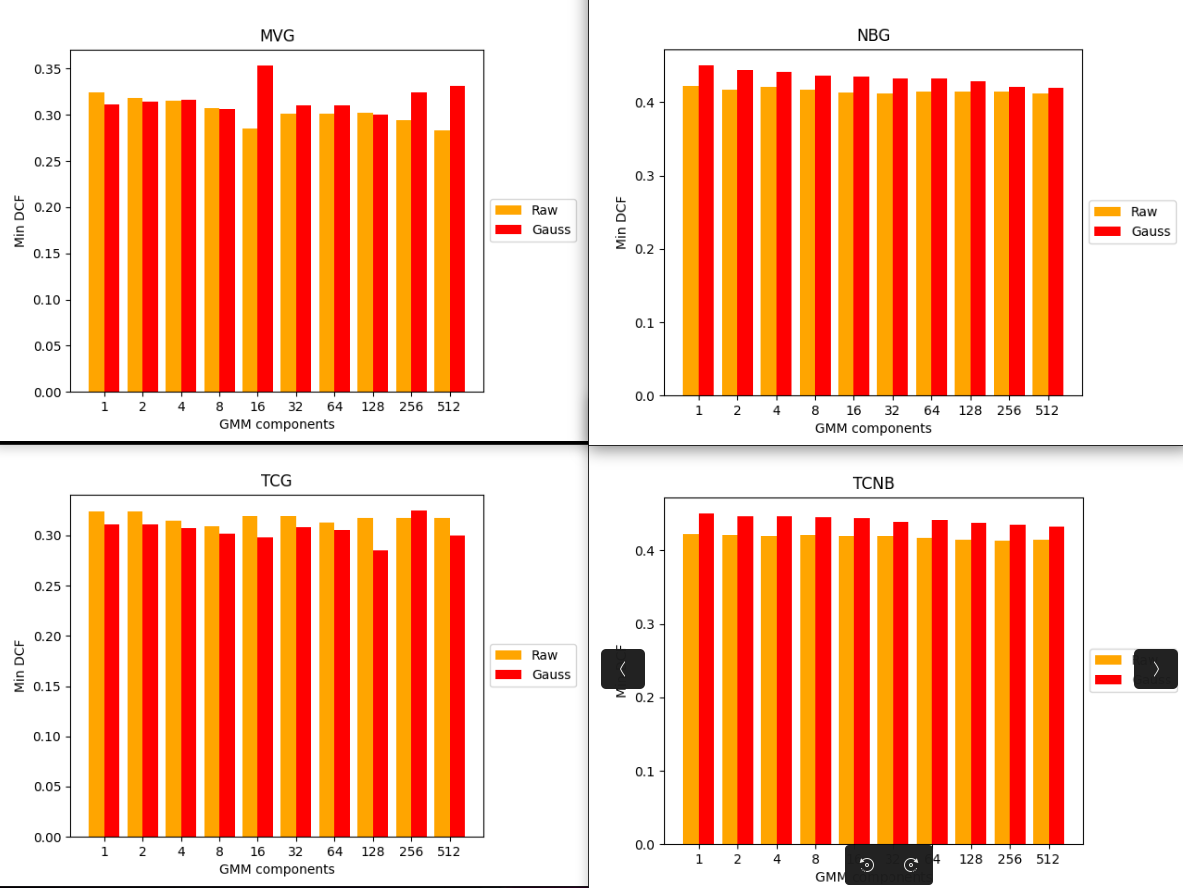 MVG
0.35
0.30
0.25
0.20
0.15
0.10
0.05
0.00
Min DCF
1 2 4 8 16 32 64 128 256 512
GMM components
Raw
Gauss
NBG
0.4
0.3
0.2
0.1
0.0
Min DCF
1 2 4 8 16 32 64 128 256 512
GMM components
Raw
Gauss
TCG
0.30
0.25
0.20
0.15
0.10
0.05
0.00
Min DCF
1 2 4 8 16 32 64 128 256 512
GMM components
Raw
Gauss
TCNB
0.4
0.3
0.2
0.1
0.0
1 2 4 8 128 256 512